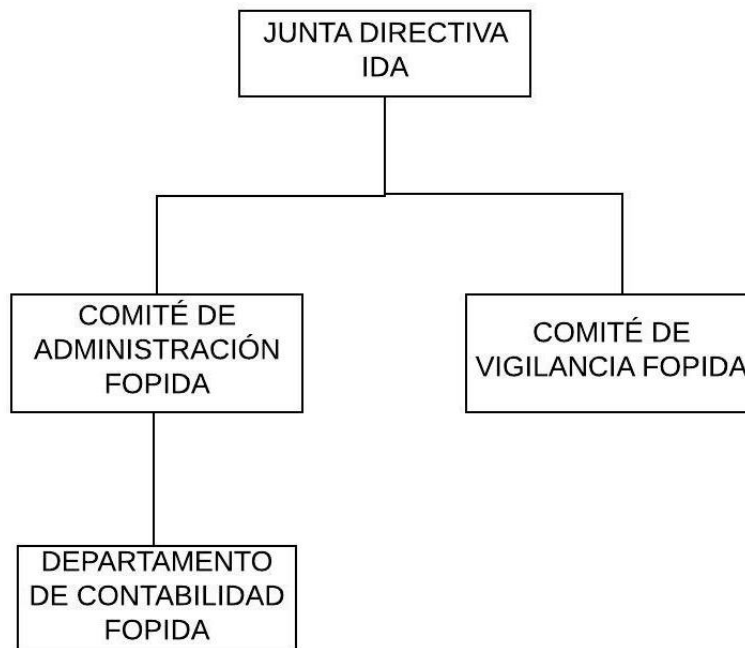 JUNTA DIRECTIVA
IDA
COMITÉ DE
ADMINISTRACIÓN
FOPIDA
COMITÉ DE
VIGILANCIA FOPIDA
DEPARTAMENTO
DE CONTABILIDAD
FOPIDA